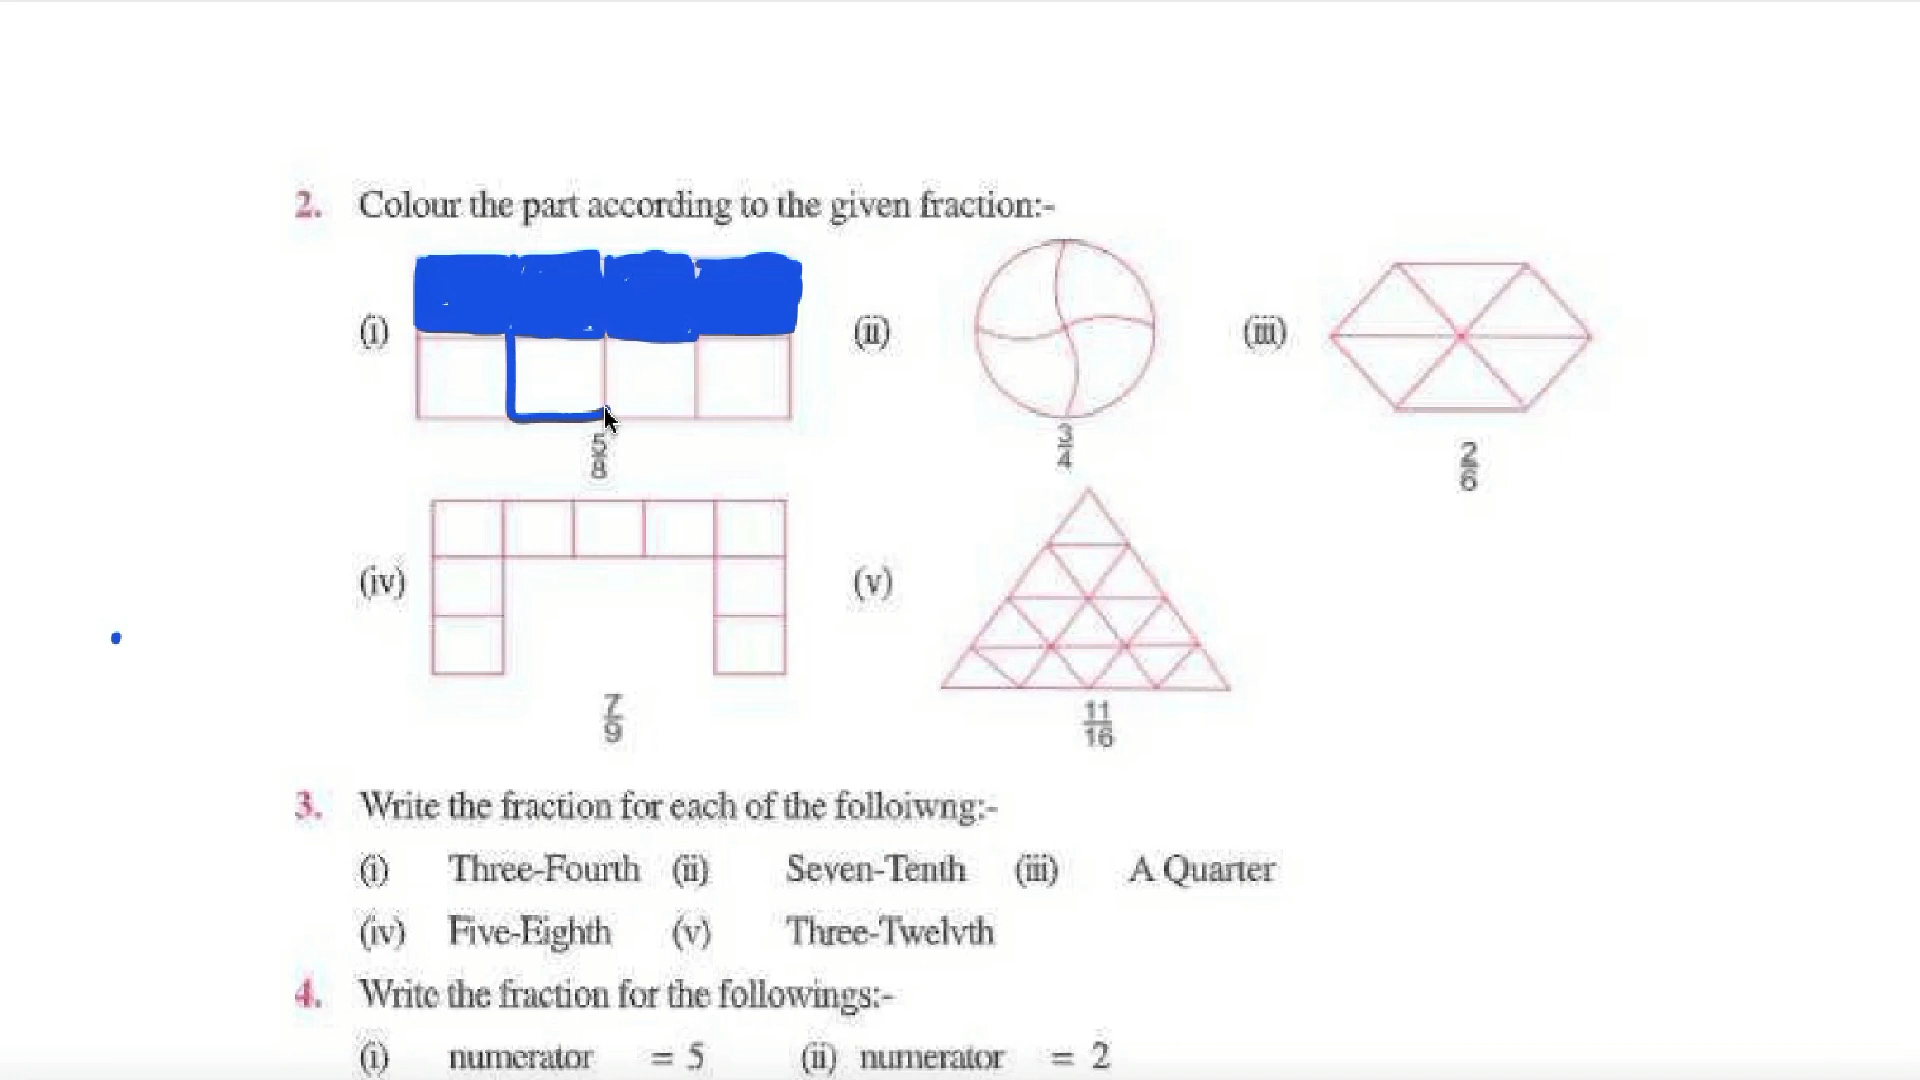 2. Colour the part according to the given fraction:-
(i) (ii) (iii)
5/8 3/4 2/6
(iv) (v)
7/9 11/16
3. Write the fraction for each of the folloiwng:-
(i) Three-Fourth (ii) Seven-Tenth (iii) A Quarter
(iv) Five-Eighth (v) Three-Twelvth
4. Write the fraction for the followings:-
(i) numerator = 5 (ii) numerator = 2